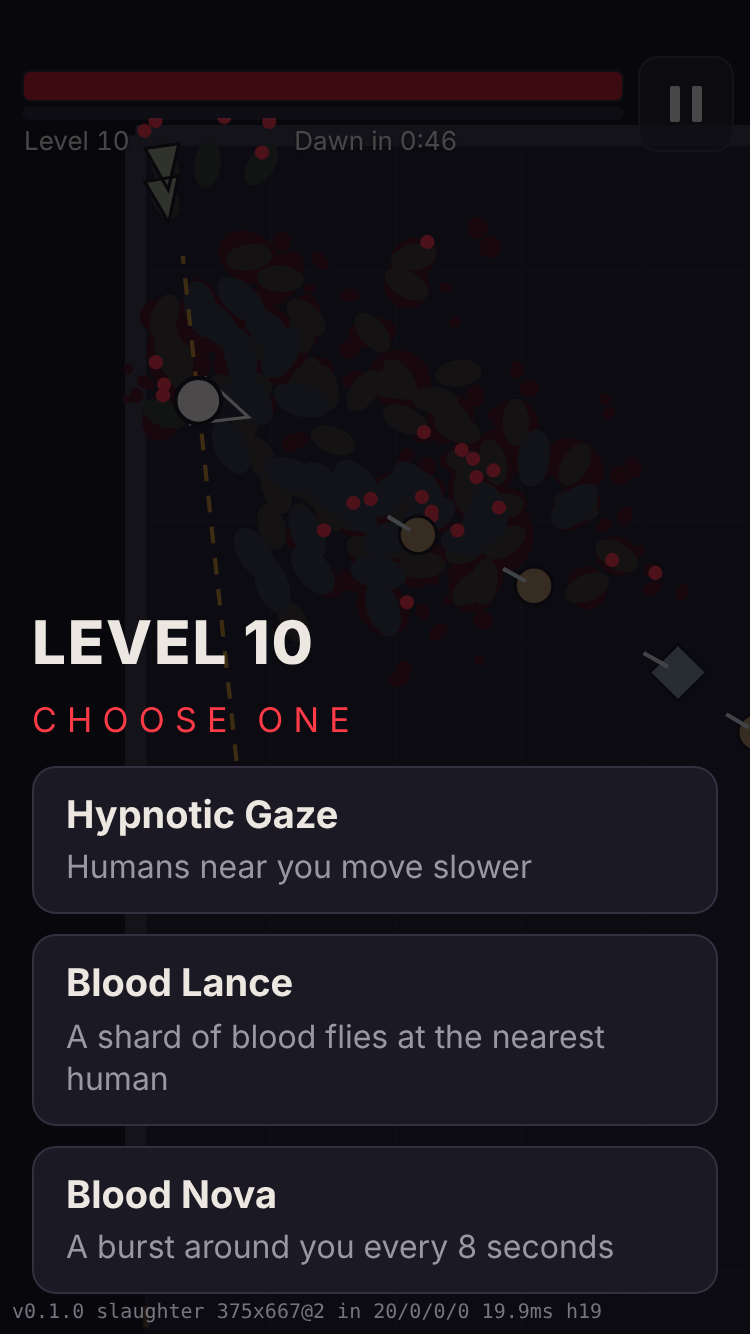 Level 10
Dawn in 0:46
LEVEL 10
CHOOSE ONE
Hypnotic Gaze
Humans near you move slower
Blood Lance
A shard of blood flies at the nearest
human
Blood Nova
A burst around you every 8 seconds
v0.1.0 slaughter 375x667@2 in 20/0/0/0 19.9ms h19